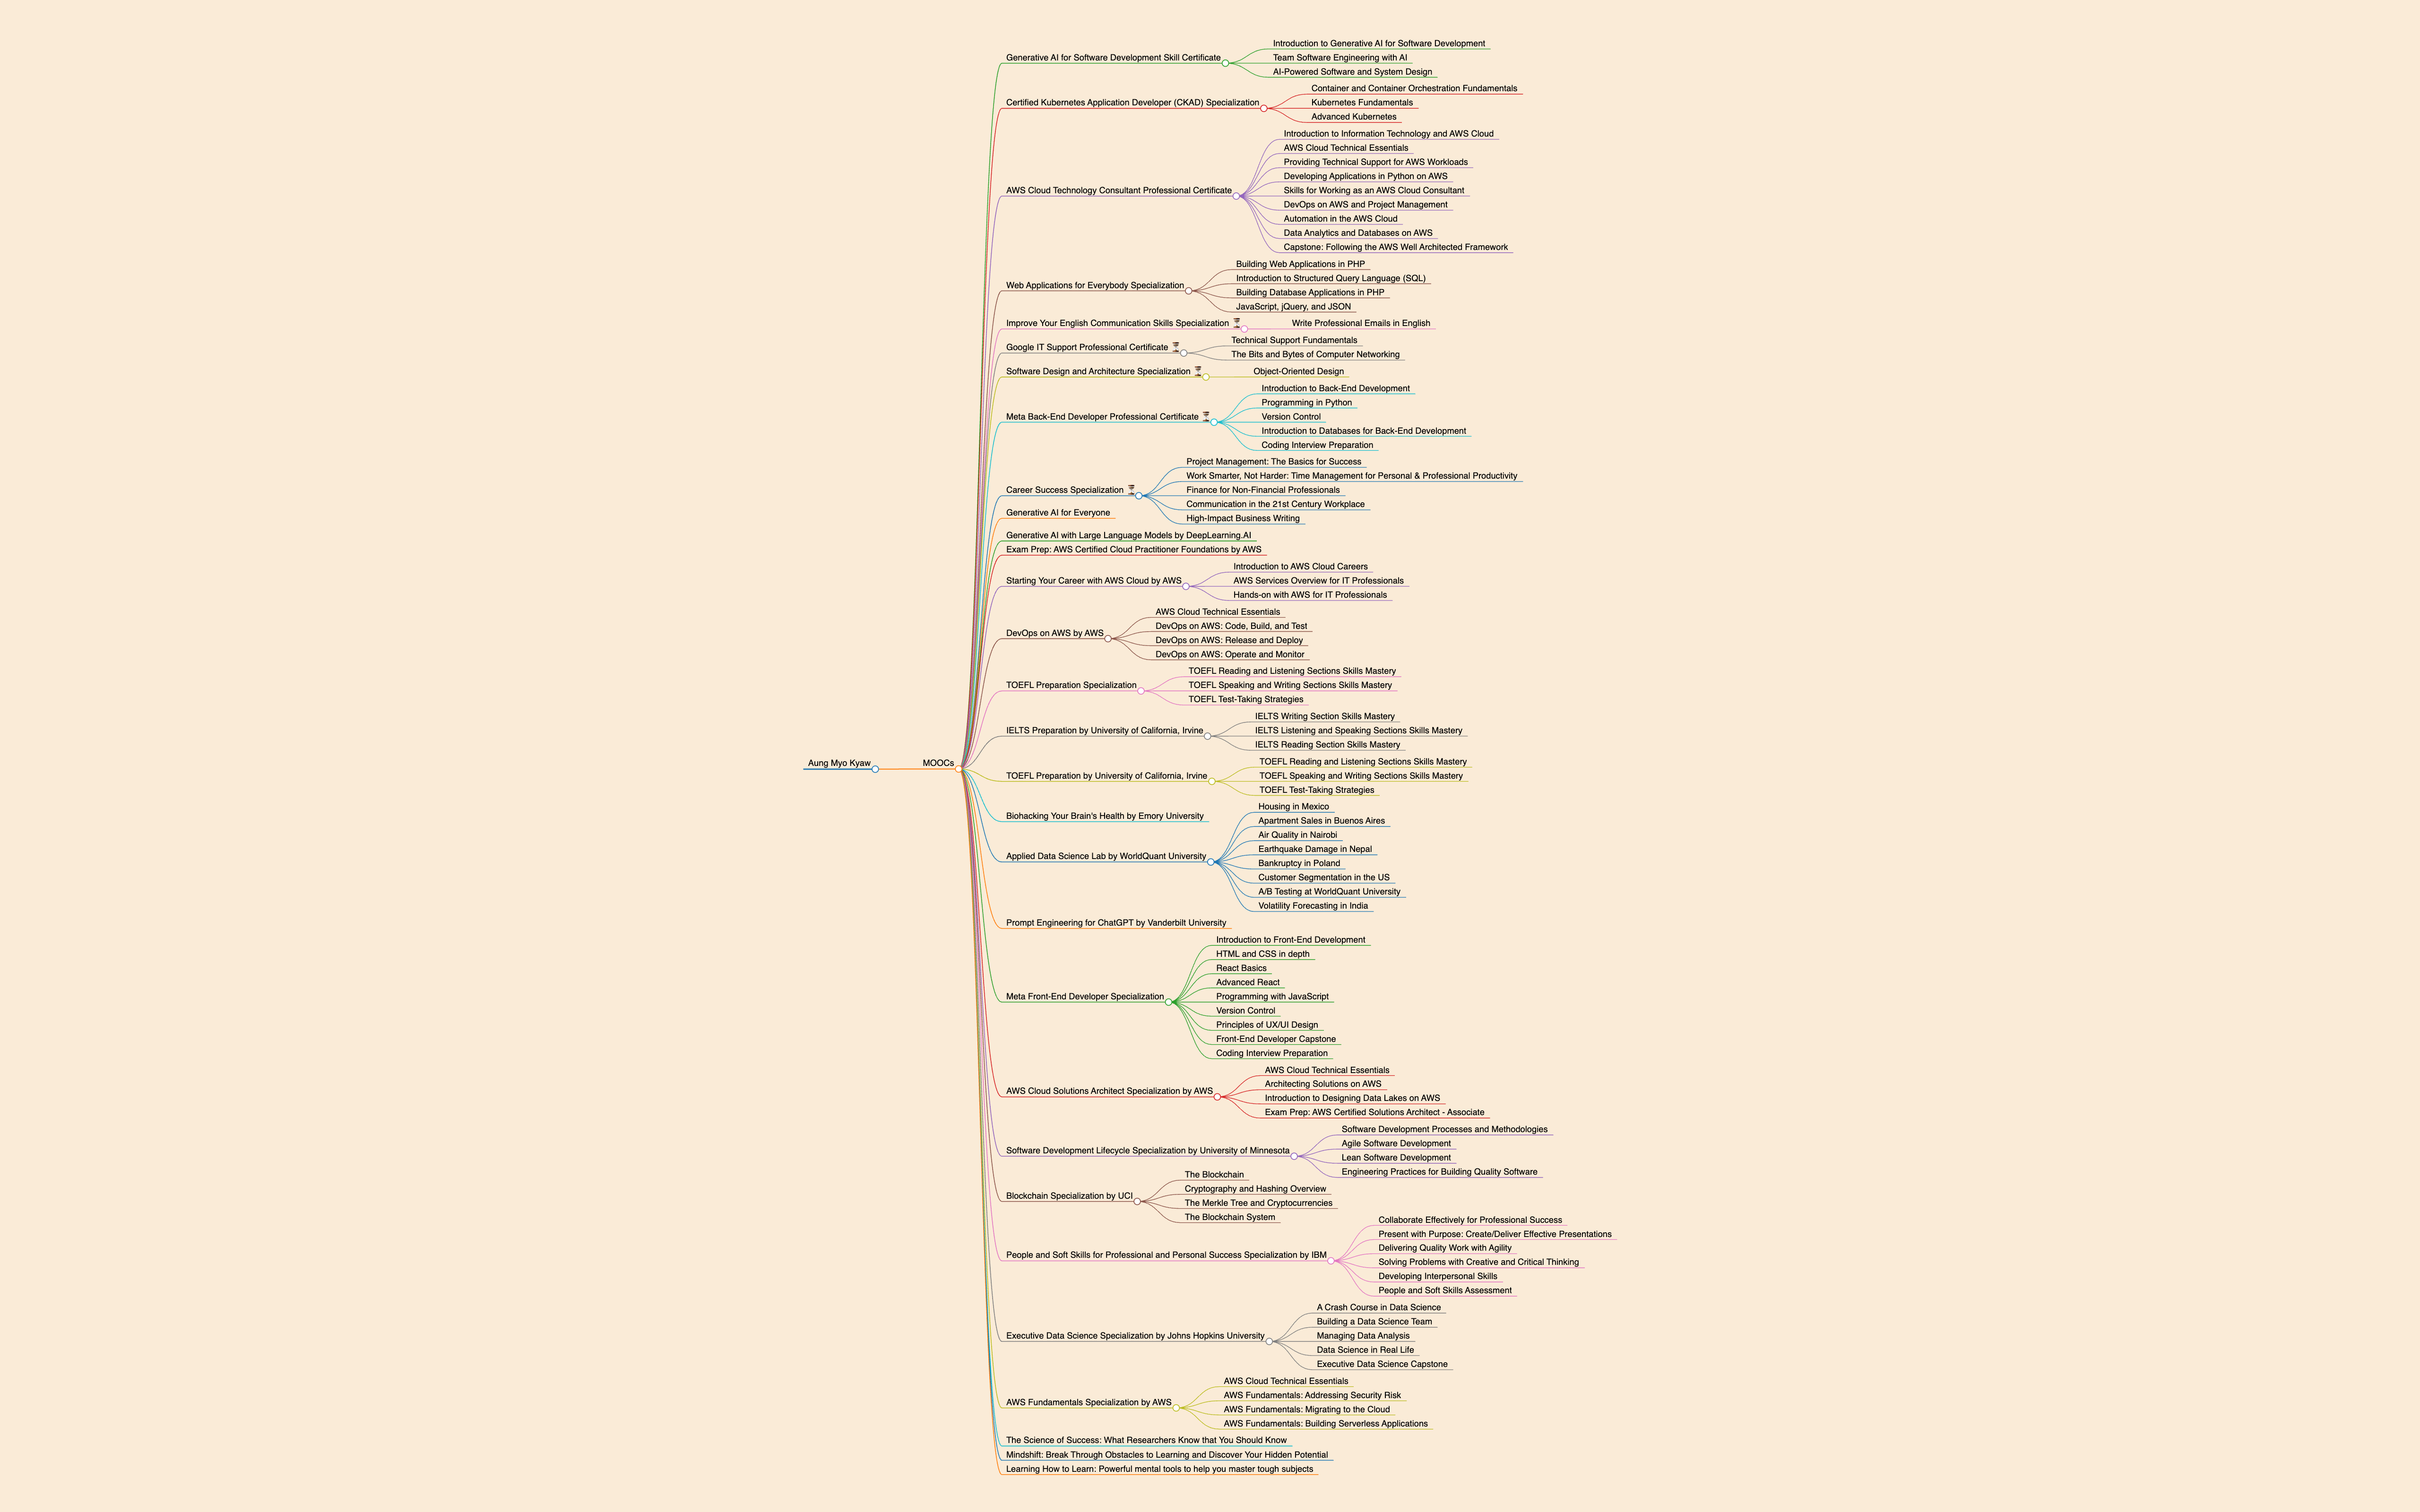 Aung Myo Kyaw
MOOCs
Generative AI for Software Development Skill Certificate
Introduction to Generative AI for Software Development
Team Software Engineering with AI
AI-Powered Software and System Design
Certified Kubernetes Application Developer (CKAD) Specialization
Container and Container Orchestration Fundamentals
Kubernetes Fundamentals
Advanced Kubernetes
AWS Cloud Technology Consultant Professional Certificate
Introduction to Information Technology and AWS Cloud
AWS Cloud Technical Essentials
Providing Technical Support for AWS Workloads
Developing Applications in Python on AWS
Skills for Working as an AWS Cloud Consultant
DevOps on AWS and Project Management
Automation in the AWS Cloud
Data Analytics and Databases on AWS
Capstone: Following the AWS Well Architected Framework
Web Applications for Everybody Specialization
Building Web Applications in PHP
Introduction to Structured Query Language (SQL)
Building Database Applications in PHP
JavaScript, jQuery, and JSON
Improve Your English Communication Skills Specialization ⏳
Write Professional Emails in English
Google IT Support Professional Certificate ⏳
Technical Support Fundamentals
The Bits and Bytes of Computer Networking
Software Design and Architecture Specialization ⏳
Object-Oriented Design
Meta Back-End Developer Professional Certificate ⏳
Introduction to Back-End Development
Programming in Python
Version Control
Introduction to Databases for Back-End Development
Coding Interview Preparation
Career Success Specialization ⏳
Project Management: The Basics for Success
Work Smarter, Not Harder: Time Management for Personal & Professional Productivity
Finance for Non-Financial Professionals
Communication in the 21st Century Workplace
High-Impact Business Writing
Generative AI for Everyone
Generative AI with Large Language Models by DeepLearning.AI
Exam Prep: AWS Certified Cloud Practitioner Foundations by AWS
Starting Your Career with AWS Cloud by AWS
Introduction to AWS Cloud Careers
AWS Services Overview for IT Professionals
Hands-on with AWS for IT Professionals
DevOps on AWS by AWS
AWS Cloud Technical Essentials
DevOps on AWS: Code, Build, and Test
DevOps on AWS: Release and Deploy
DevOps on AWS: Operate and Monitor
TOEFL Preparation Specialization
TOEFL Reading and Listening Sections Skills Mastery
TOEFL Speaking and Writing Sections Skills Mastery
TOEFL Test-Taking Strategies
IELTS Preparation by University of California, Irvine
IELTS Writing Section Skills Mastery
IELTS Listening and Speaking Sections Skills Mastery
IELTS Reading Section Skills Mastery
TOEFL Preparation by University of California, Irvine
TOEFL Reading and Listening Sections Skills Mastery
TOEFL Speaking and Writing Sections Skills Mastery
TOEFL Test-Taking Strategies
Biohacking Your Brain's Health by Emory University
Applied Data Science Lab by WorldQuant University
Housing in Mexico
Apartment Sales in Buenos Aires
Air Quality in Nairobi
Earthquake Damage in Nepal
Bankruptcy in Poland
Customer Segmentation in the US
A/B Testing at WorldQuant University
Volatility Forecasting in India
Prompt Engineering for ChatGPT by Vanderbilt University
Meta Front-End Developer Specialization
Introduction to Front-End Development
HTML and CSS in depth
React Basics
Advanced React
Programming with JavaScript
Version Control
Principles of UX/UI Design
Front-End Developer Capstone
Coding Interview Preparation
AWS Cloud Solutions Architect Specialization by AWS
AWS Cloud Technical Essentials
Architecting Solutions on AWS
Introduction to Designing Data Lakes on AWS
Exam Prep: AWS Certified Solutions Architect - Associate
Software Development Lifecycle Specialization by University of Minnesota
Software Development Processes and Methodologies
Agile Software Development
Lean Software Development
Engineering Practices for Building Quality Software
Blockchain Specialization by UCI
The Blockchain
Cryptography and Hashing Overview
The Merkle Tree and Cryptocurrencies
The Blockchain System
People and Soft Skills for Professional and Personal Success Specialization by IBM
Collaborate Effectively for Professional Success
Present with Purpose: Create/Deliver Effective Presentations
Delivering Quality Work with Agility
Solving Problems with Creative and Critical Thinking
Developing Interpersonal Skills
People and Soft Skills Assessment
Executive Data Science Specialization by Johns Hopkins University
A Crash Course in Data Science
Building a Data Science Team
Managing Data Analysis
Data Science in Real Life
Executive Data Science Capstone
AWS Fundamentals Specialization by AWS
AWS Cloud Technical Essentials
AWS Fundamentals: Addressing Security Risk
AWS Fundamentals: Migrating to the Cloud
AWS Fundamentals: Building Serverless Applications
The Science of Success: What Researchers Know that You Should Know
Mindshift: Break Through Obstacles to Learning and Discover Your Hidden Potential
Learning How to Learn: Powerful mental tools to help you master tough subjects